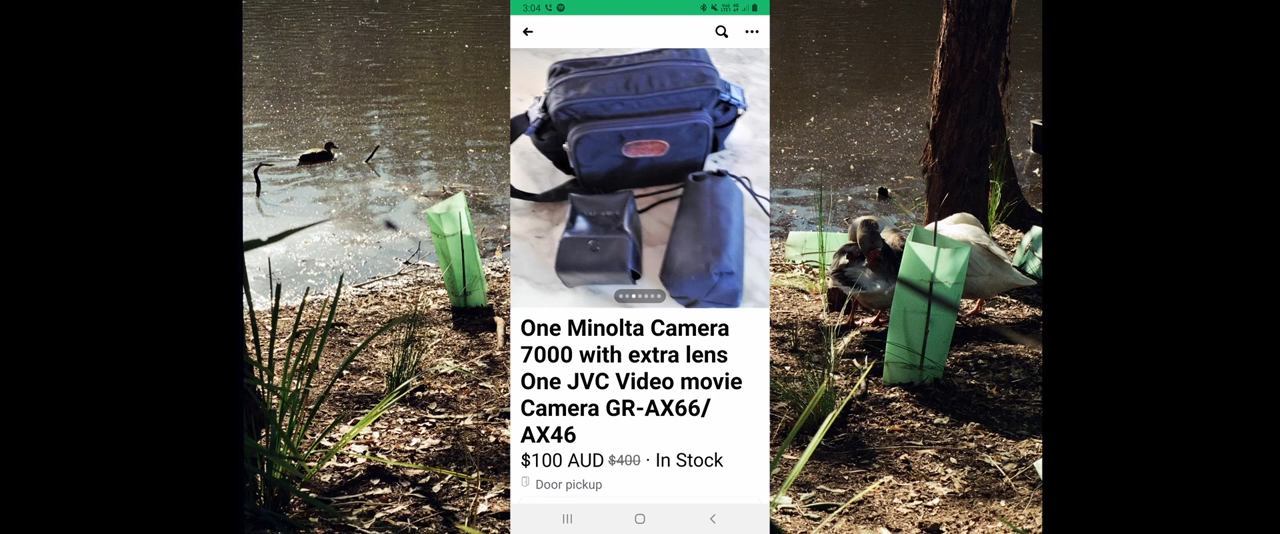 3:04
One Minolta Camera
7000 with extra lens
One JVC Video movie
Camera GR-AX66/
AX46
$100 AUD $400 · In Stock
Door pickup